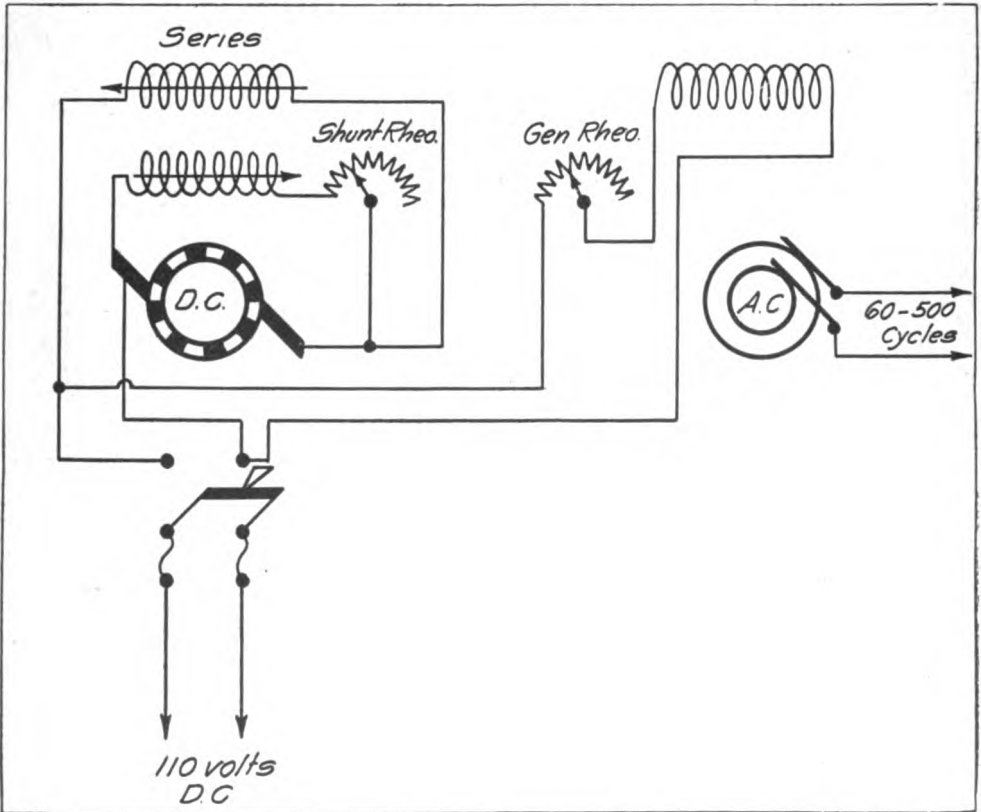 Series
Shunt Rheo.
Gen Rheo.
D.C.
A.C
60-500
Cycles
110 volts
D.C